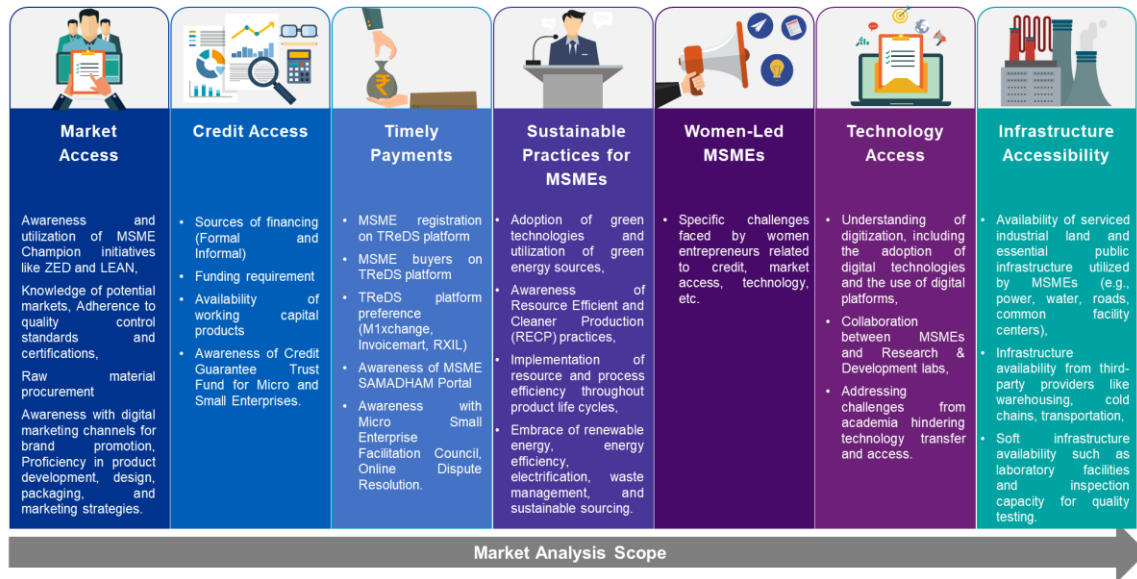 Market
Access
Awareness and
utilization of MSME
Champion initiatives
like ZED and LEAN,
Knowledge of potential
markets, Adherence to
quality control
standards and
certifications,
Raw material
procurement
Awareness with digital
marketing channels for
brand promotion,
Proficiency in product
development, design,
packaging, and
marketing strategies.
Credit Access
• Sources of financing
(Formal and
Informal)
• Funding requirement
• Availability of
working capital
products
• Awareness of Credit
Guarantee Trust
Fund for Micro and
Small Enterprises.
₹
Timely
Payments
• MSME registration
on TReDS platform
• MSME buyers on
TReDS platform
• TReDS platform
preference
(M1xchange,
Invoicemart, RXIL)
• Awareness of MSME
SAMADHAM Portal
• Awareness with
Micro Small
Enterprise
Facilitation Council,
Online Dispute
Resolution.
Sustainable
Practices for
MSMEs
• Adoption of green
technologies and
utilization of green
energy sources,
• Awareness of
Resource Efficient and
Cleaner Production
(RECP) practices,
• Implementation of
resource and process
efficiency throughout
product life cycles,
• Embrace of renewable
energy, energy
efficiency,
electrification, waste
management, and
sustainable sourcing.
Women-Led
MSMEs
• Specific challenges
faced by women
entrepreneurs related
to credit, market
access, technology,
etc.
Technology
Access
• Understanding of
digitization, including
the adoption of
digital technologies
and the use of digital
platforms,
• Collaboration
between MSMEs
and Research &
Development labs,
• Addressing
challenges from
academia hindering
technology transfer
and access.
Infrastructure
Accessibility
• Availability of serviced
industrial land and
essential public
infrastructure utilized
by MSMEs (e.g.,
power, water, roads,
common facility
centers),
• Infrastructure
availability from third-
party providers like
warehousing, cold
chains, transportation,
• Soft infrastructure
availability such as
laboratory facilities
and inspection
capacity for quality
testing.
Market Analysis Scope